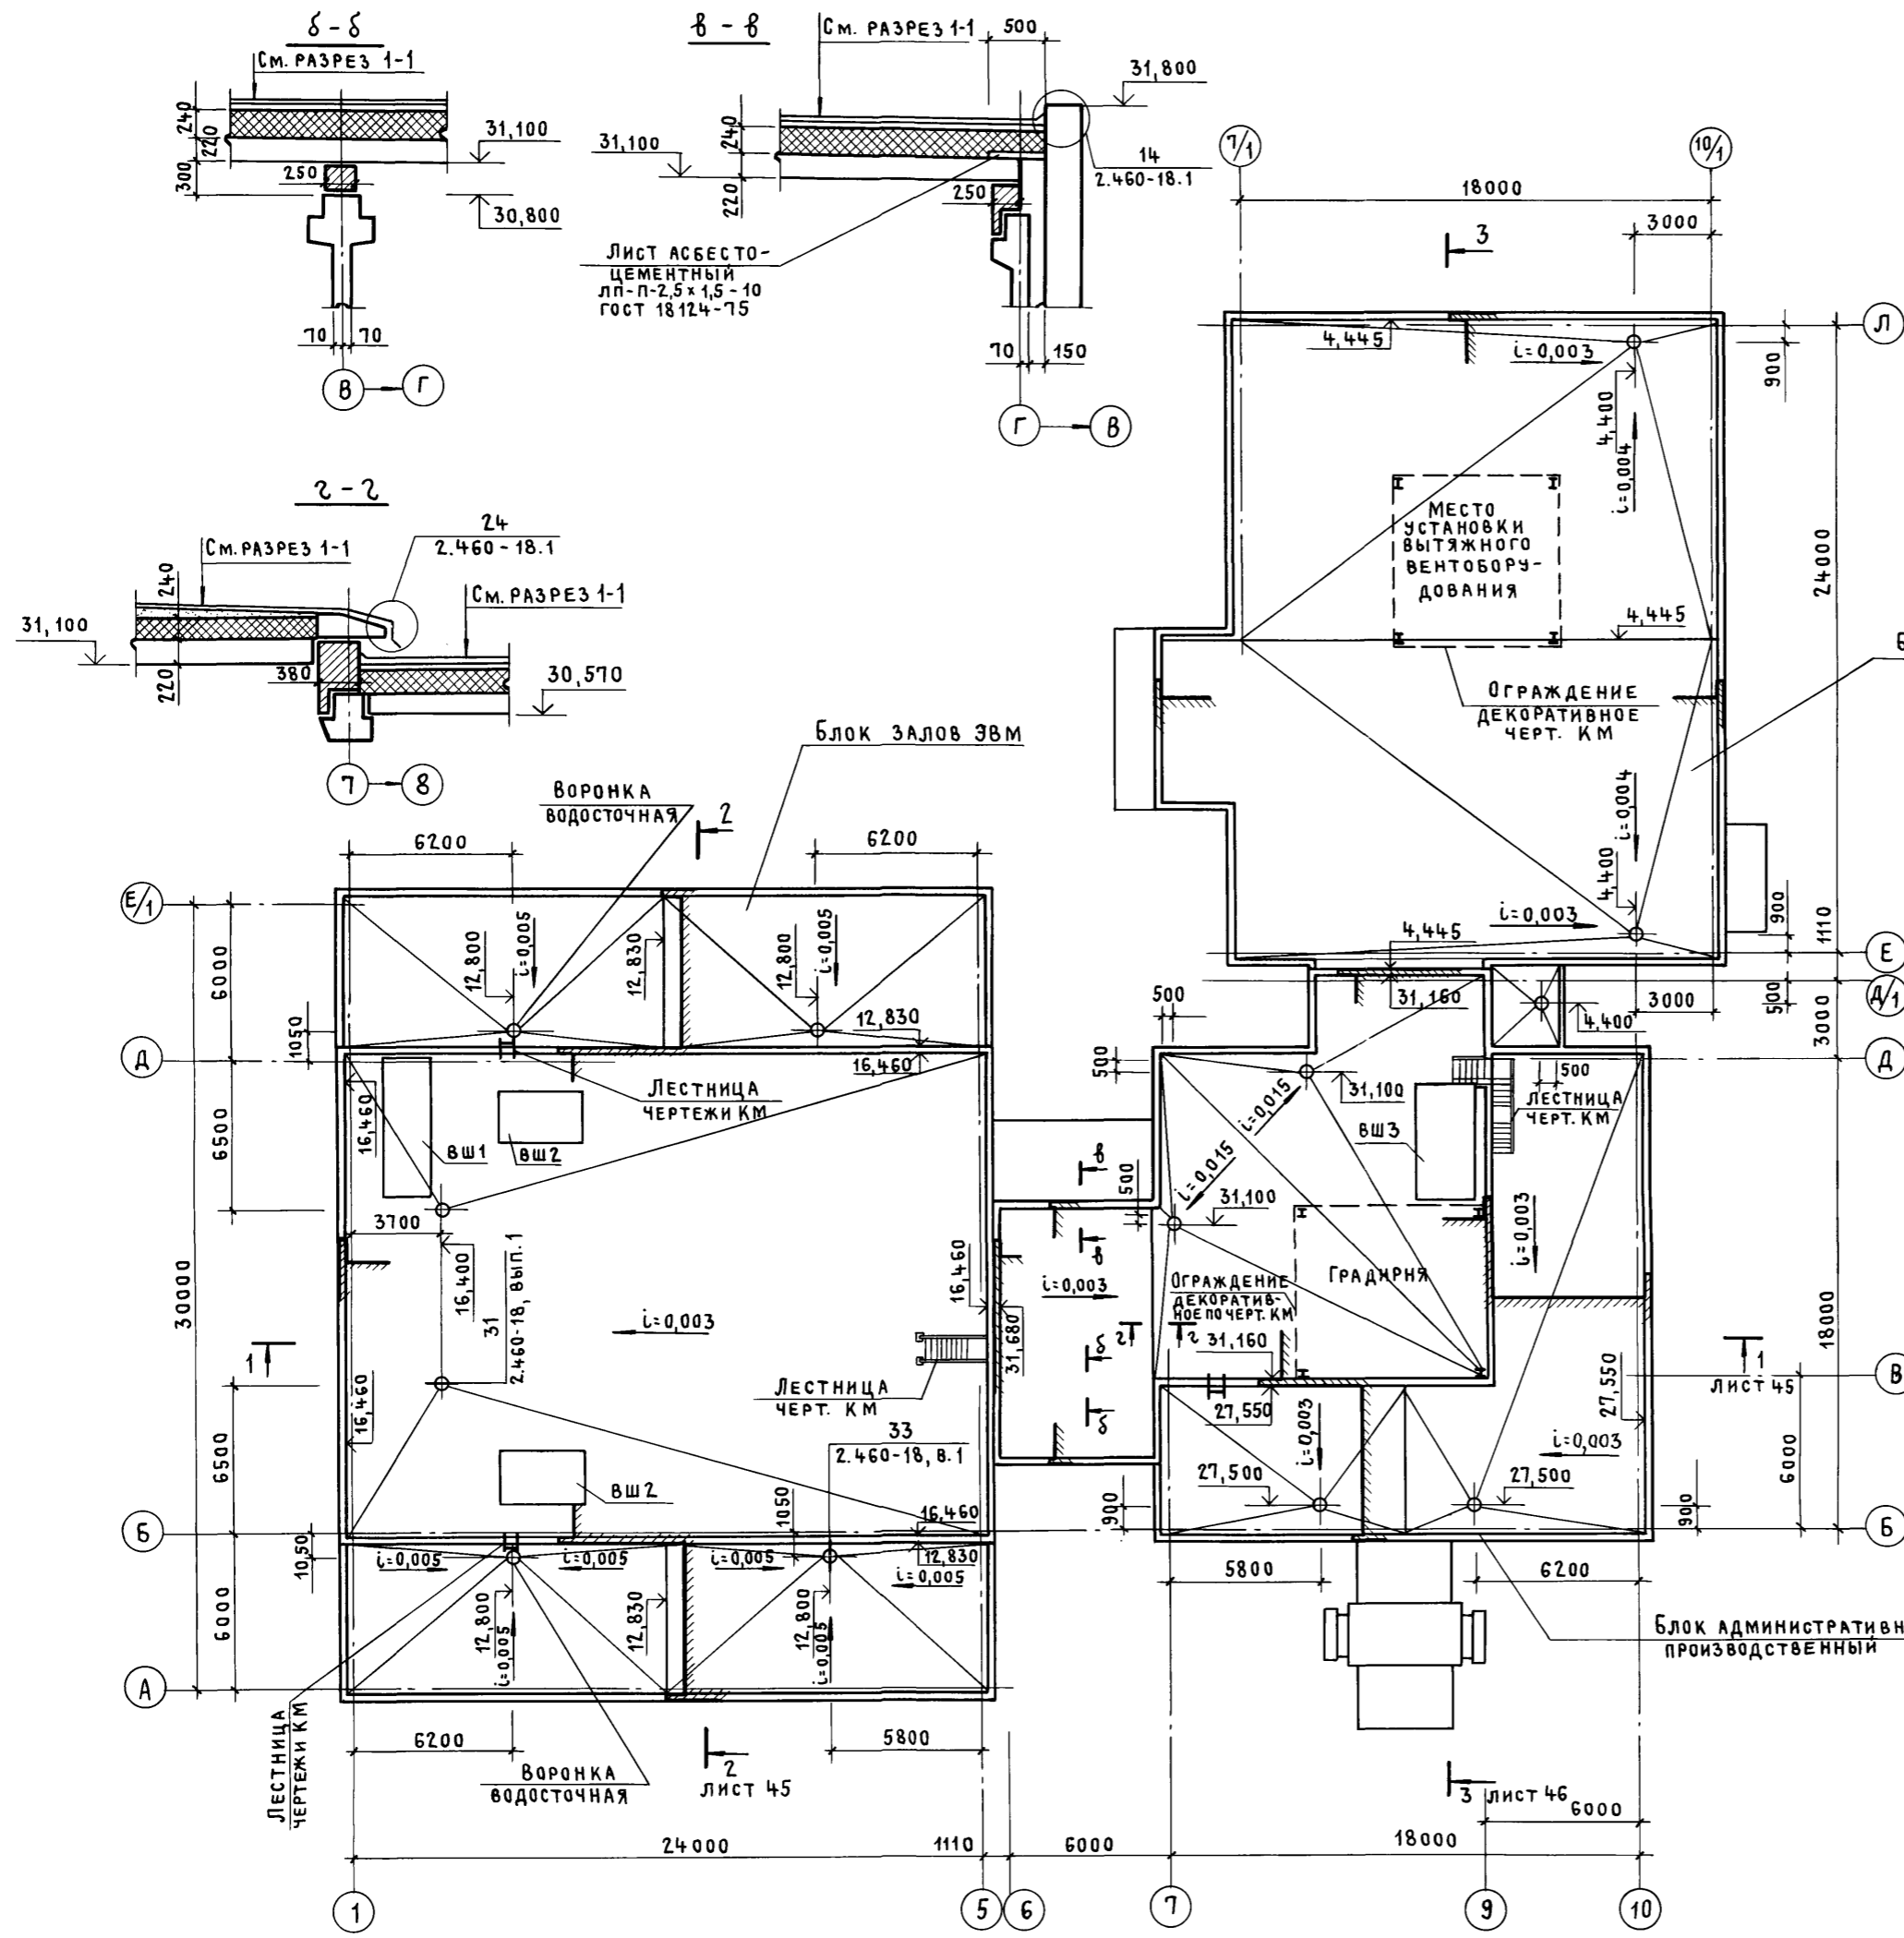 б - б
См. РАЗРЕЗ 1-1
240
220
300
250
31,100
30,800
70
70
В
Г
в - в
См. РАЗРЕЗ 1-1
500
31,800
31,100
240
220
250
14
2.460-18.1
ЛИСТ АСБЕСТО-
ЦЕМЕНТНЫЙ
ЛП-П-2,5×1,5-10
ГОСТ 18124-75
70
150
Г
В
г - г
См. РАЗРЕЗ 1-1
24
2.460-18.1
240
См. РАЗРЕЗ 1-1
31,100
220
380
30,570
7
8
7/1
10/1
18000
3000
3
Л
4,445
i=0,003
900
4,400
i=0,004
МЕСТО
УСТАНОВКИ
ВЫТЯЖНОГО
ВЕНТОБОРУ-
ДОВАНИЯ
24000
4,445
ОГРАЖДЕНИЕ
ДЕКОРАТИВНОЕ
ЧЕРТ. КМ
i=0,004
4,400
i=0,003
900
1110
4,445
Е
31,160
3000
500
Д/1
4,400
3000
БЛОК ЗАЛОВ ЭВМ
ВОРОНКА
ВОДОСТОЧНАЯ
2
6200
6200
Е/1
6000
12,800
i=0,005
12,830
12,800
i=0,005
12,830
1050
Д
16,460
16,460
ЛЕСТНИЦА
ЧЕРТЕЖИ КМ
6500
ВШ1
ВШ2
3700
16,400
31
2.460-18, ВЫП.1
30000
i=0,003
16,460
31,680
1
16,460
ЛЕСТНИЦА
ЧЕРТ. КМ
33
2.460-18, В.1
6500
ВШ2
1050
16,460
Б
10,50
i=0,005
i=0,005
i=0,005
12,830
i=0,005
6000
12,800
i=0,005
12,830
12,800
i=0,005
А
ЛЕСТНИЦА
ЧЕРТЕЖИ КМ
6200
5800
ВОРОНКА
ВОДОСТОЧНАЯ
2
ЛИСТ 45
24000
1110
6000
18000
1
5
6
7
9
10
500
500
31,100
i=0,015
i=0,015
ВШ3
500
ЛЕСТНИЦА
ЧЕРТ. КМ
Д
в
500
31,100
в
i=0,003
i=0,003
ОГРАЖДЕНИЕ
ДЕКОРАТИВ-
НОЕ ПО ЧЕРТ. КМ
ГРАДИРНЯ
г
г
31,160
б
б
27,550
i=0,003
27,550
18000
1
ЛИСТ 45
В
i=0,003
6000
27,500
27,500
900
900
Б
5800
6200
БЛОК АДМИНИСТРАТИВН
ПРОИЗВОДСТВЕННЫЙ
3 ЛИСТ 46
6000